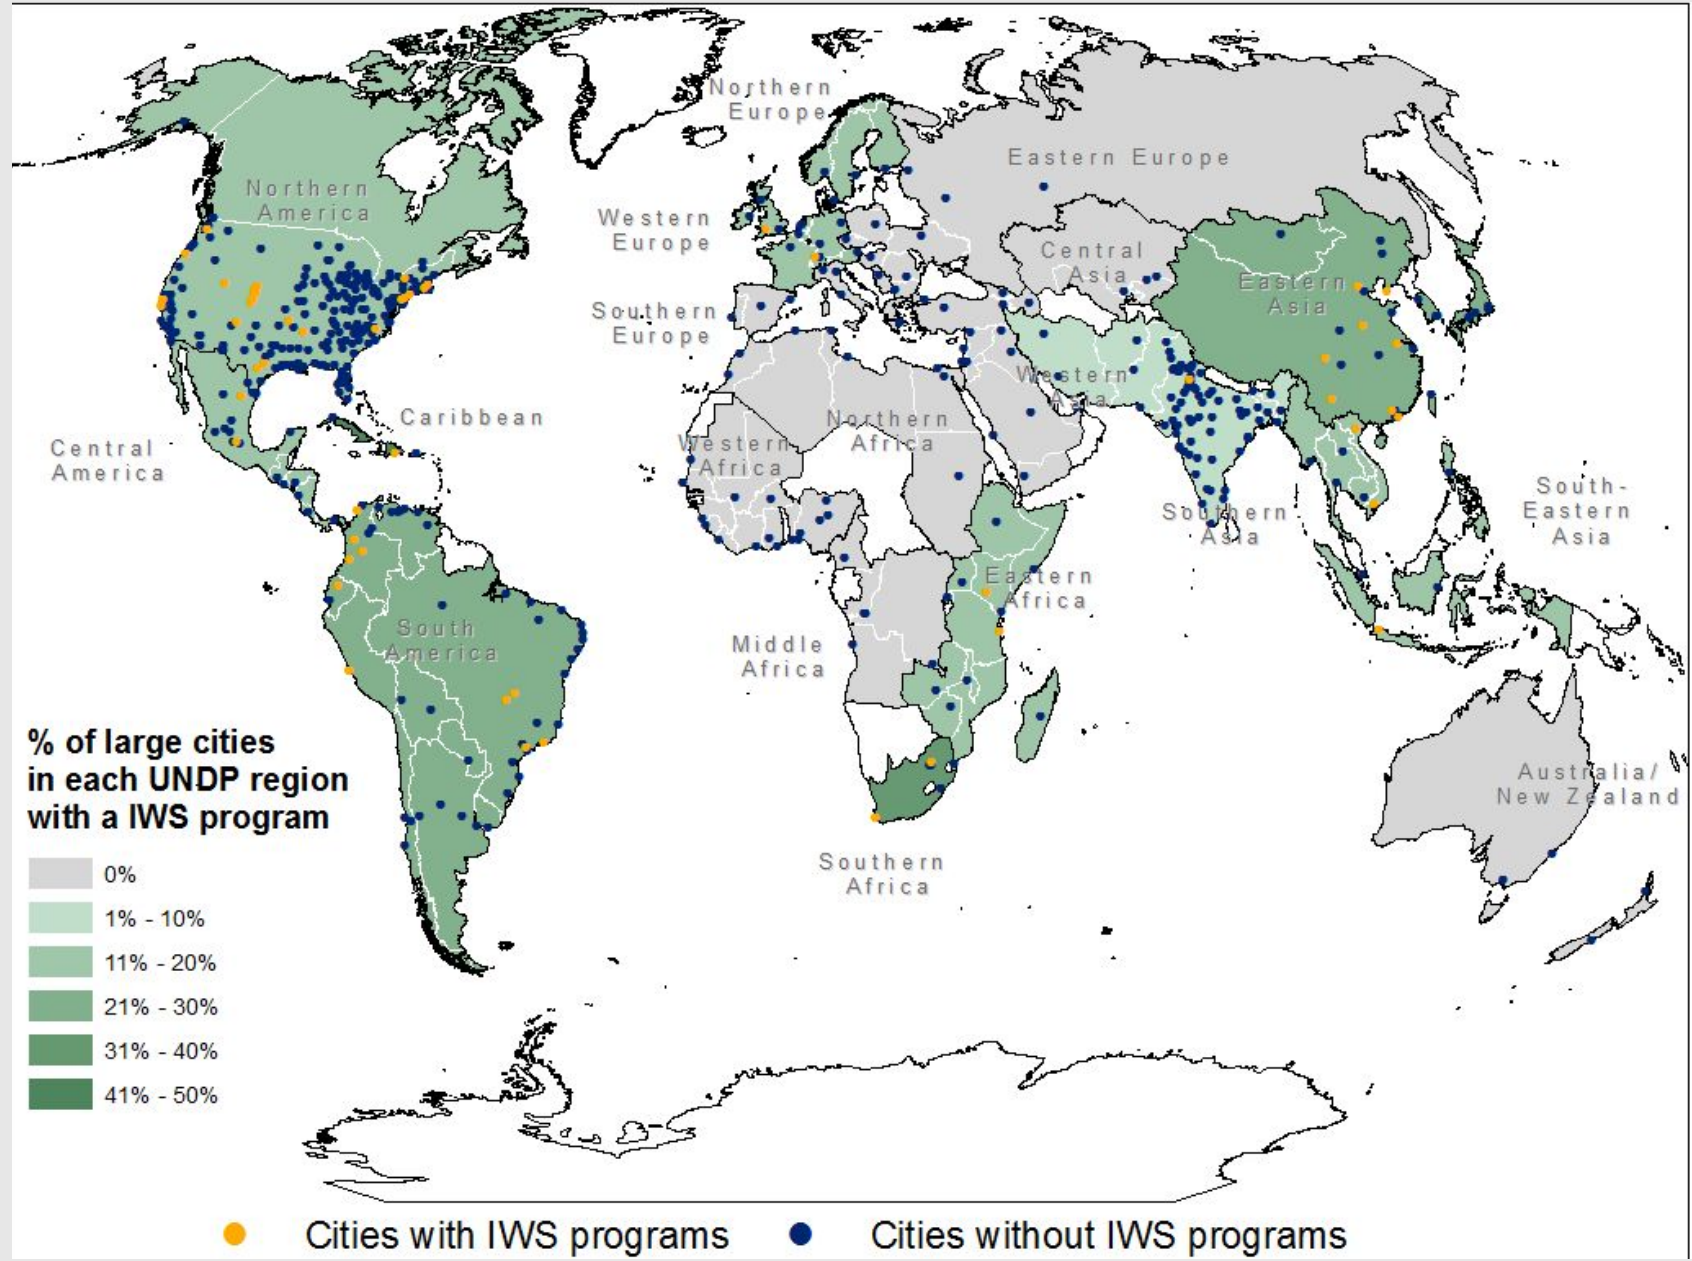 Northern
Europe
Eastern Europe
Northern
America
Western
Europe
Central
Asia
Eastern
Asia
Southern
Europe
Western
Asia
Caribbean
Northern
Africa
Western
Africa
Central
America
South-
Eastern
Asia
Southern
Asia
Eastern
Africa
South
America
Middle
Africa
% of large cities
in each UNDP region
with a IWS program
Australia/
New Zealand
Southern
Africa
0%
1% - 10%
11% - 20%
21% - 30%
31% - 40%
41% - 50%
Cities with IWS programs
Cities without IWS programs